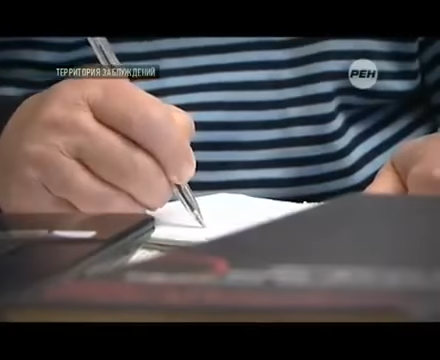 ТЕРРИТОРИЯ ЗАБЛУЖДЕНИЙ
РЕН